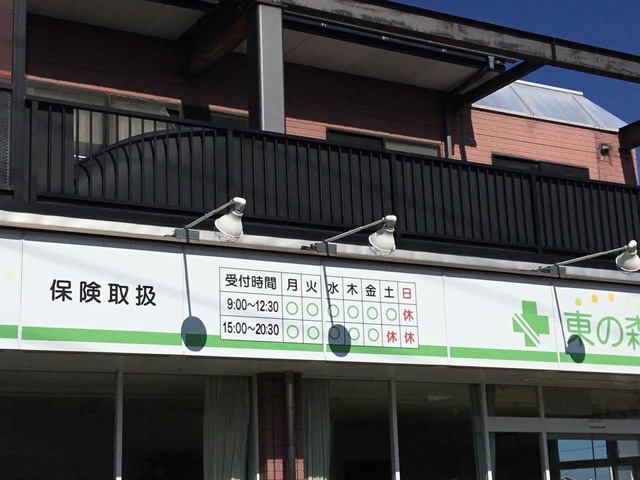 保険取扱
受付時間 月 火 水 木 金 土 日
9:00〜12:30 ○ ○ ○ ○ ○ ○ 休
15:00〜20:30 ○ ○ ○ ○ ○ 休 休
東の森